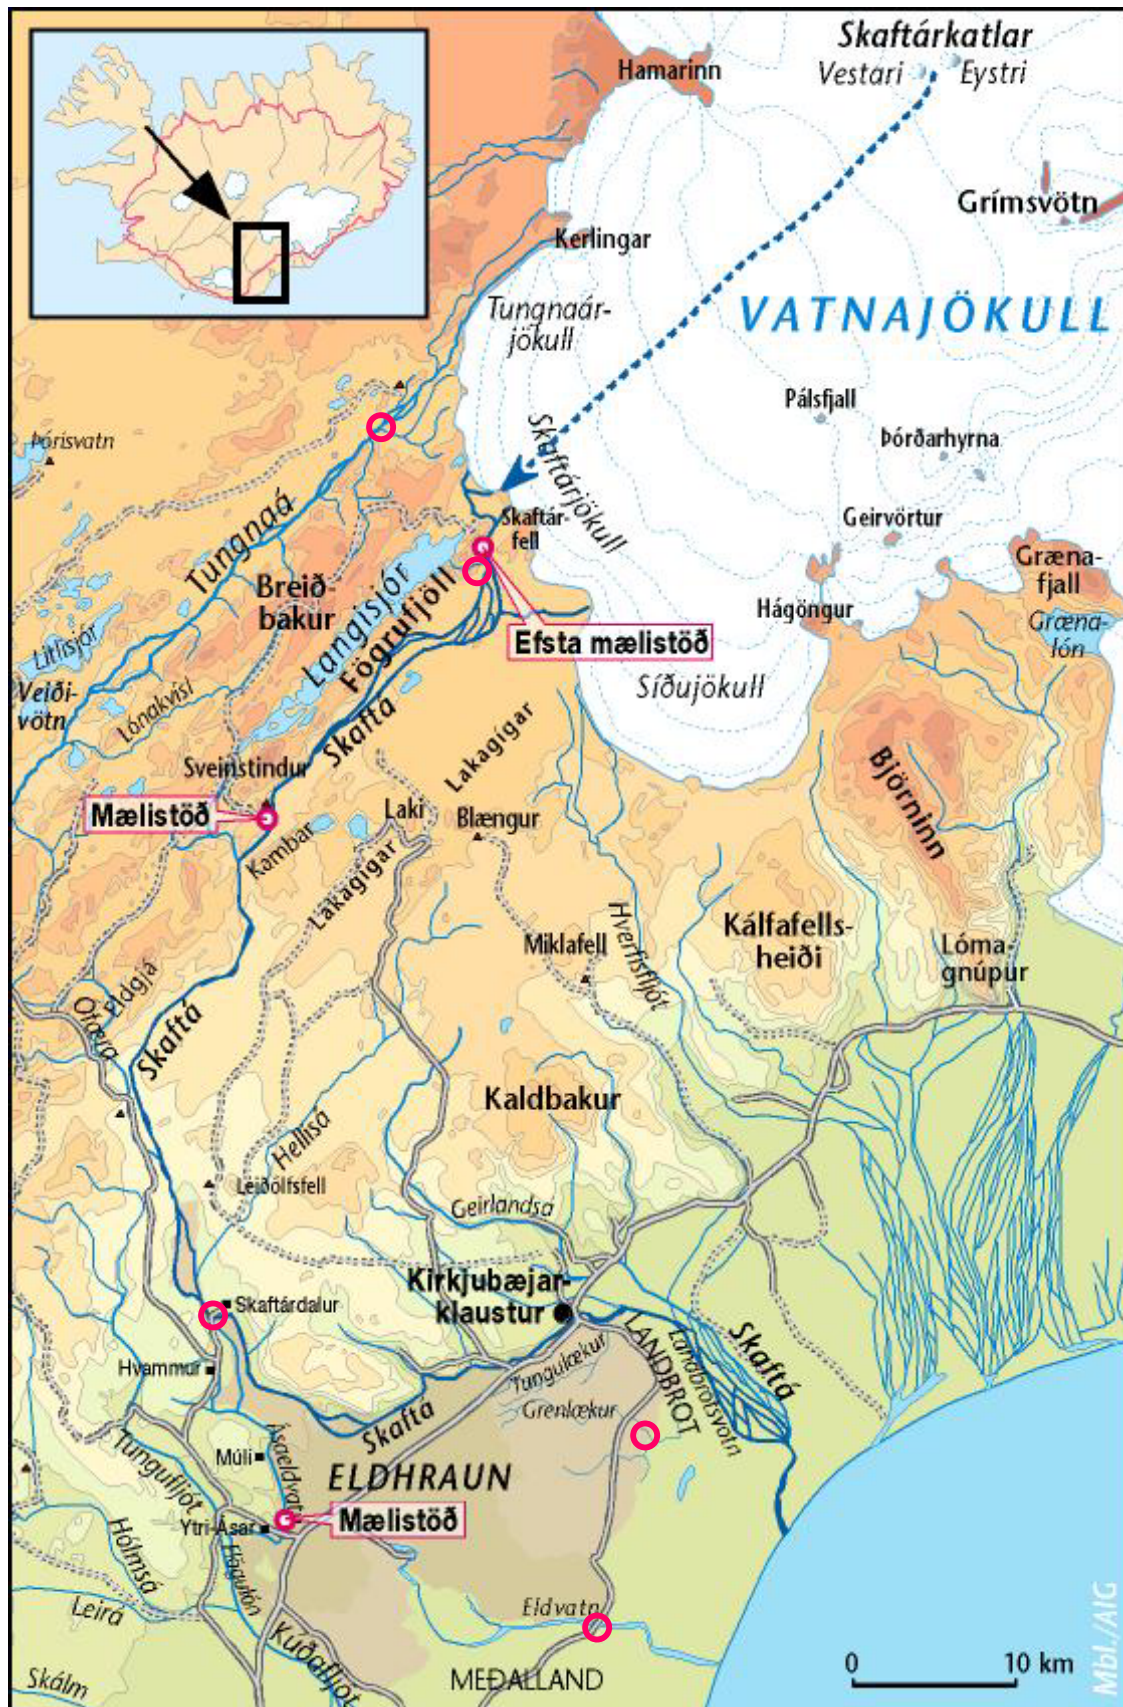 Skaftárkatlar
Vestari
Eystri
Hamarinn
Grímsvötn
Kerlingar
Tungnaár-
jökull
VATNAJÖKULL
Pálsfjall
Þórðarhyrna
Skaftárjökull
Þórisvatn
Geirvörtur
Skaftár-
fell
Tungnaá
Breið-
bakur
Langisjór
Fögrufjöll
Græna-
fjall
Hágöngur
Græna-
lón
Efsta mælistöð
Litlisjór
Síðujökull
Veiði-
vötn
Lónakvísl
Skaftá
Lakagígar
Sveinstindur
Björninn
Mælistöð
Laki
Blængur
Kambar
Lakagígar
Hverfisfljót
Kálfafells-
heiði
Miklafell
Lóma-
gnúpur
Eldgjá
Ófæra
Skaftá
Kaldbakur
Hellisá
Leiðólfsfell
Geirlandsá
Kirkjubæjar-
klaustur
Skaftárdalur
LANDBROT
Landbrotsvötn
Skaftá
Hvammur
Tungulækur
Grenlækur
Skaftá
Ásaeldvatn
Múli
Tungufljót
ELDHRAUN
Mælistöð
Ytri-Ásar
Hólmsá
Flögulón
Leirá
Eldvatn
Kúðafljót
MEÐALLAND
Skálm
0 10 km
Mbl./AIG